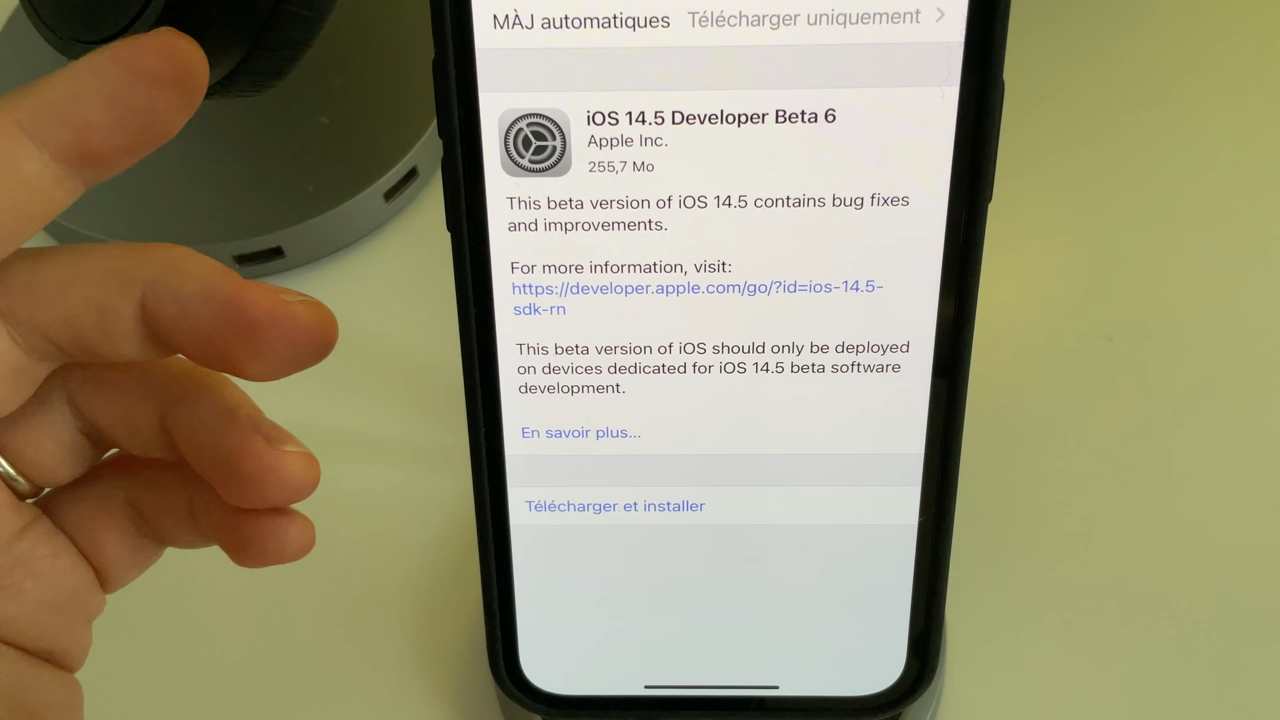 MÀJ automatiques Télécharger uniquement
iOS 14.5 Developer Beta 6
Apple Inc.
255,7 Mo
This beta version of iOS 14.5 contains bug fixes
and improvements.
For more information, visit:
https://developer.apple.com/go/?id=ios-14.5-
sdk-rn
This beta version of iOS should only be deployed
on devices dedicated for iOS 14.5 beta software
development.
En savoir plus...
Télécharger et installer